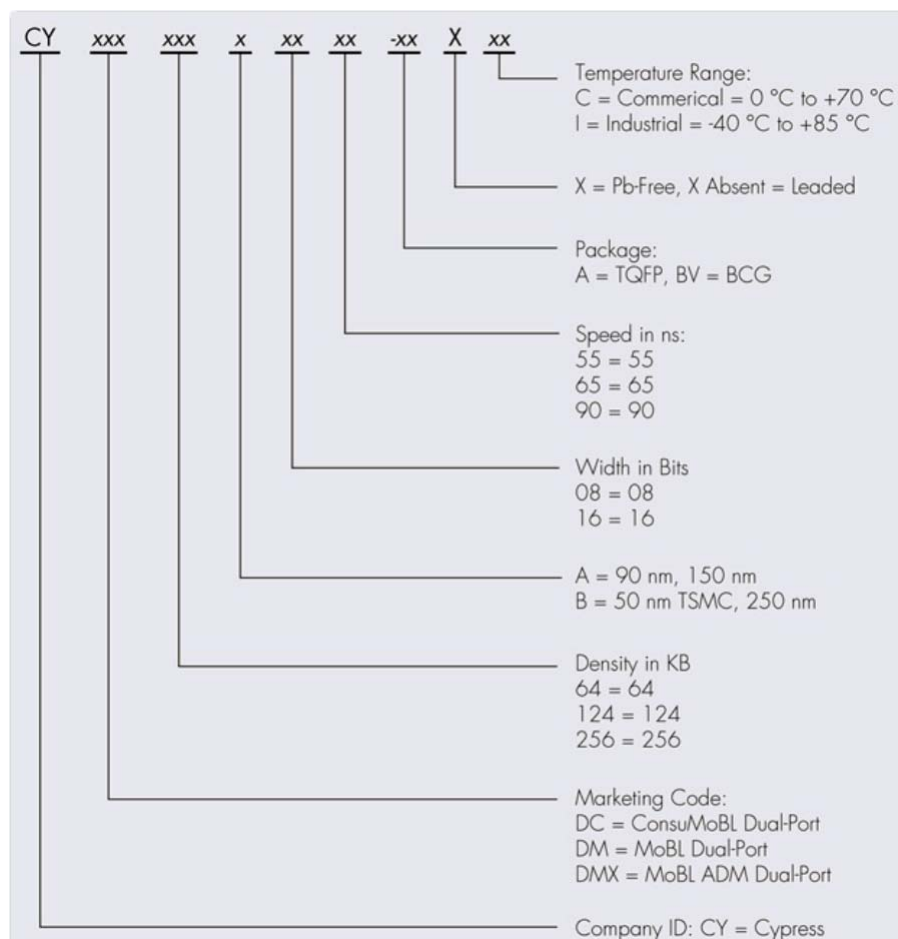 CY xxx xxx x xx xx -xx X xx
Temperature Range:
C = Commerical = 0 °C to +70 °C
I = Industrial = -40 °C to +85 °C
X = Pb-Free, X Absent = Leaded
Package:
A = TQFP, BV = BCG
Speed in ns:
55 = 55
65 = 65
90 = 90
Width in Bits
08 = 08
16 = 16
A = 90 nm, 150 nm
B = 50 nm TSMC, 250 nm
Density in KB
64 = 64
124 = 124
256 = 256
Marketing Code:
DC = ConsuMoBL Dual-Port
DM = MoBL Dual-Port
DMX = MoBL ADM Dual-Port
Company ID: CY = Cypress